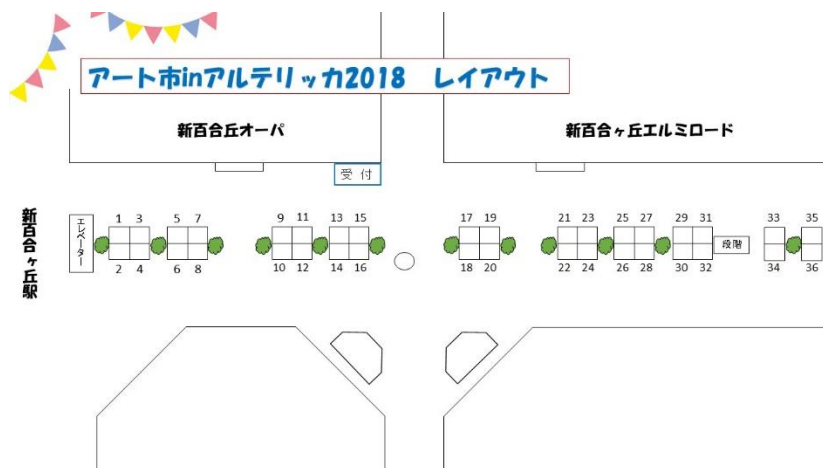 アート市inアルテリッカ2018　レイアウト
新百合丘オーパ
新百合ヶ丘エルミロード
受付
新百合ヶ丘駅
エレベーター
1 3 5 7 9 11 13 15 17 19 21 23 25 27 29 31 33 35
段階
2 4 6 8 10 12 14 16 18 20 22 24 26 28 30 32 34 36